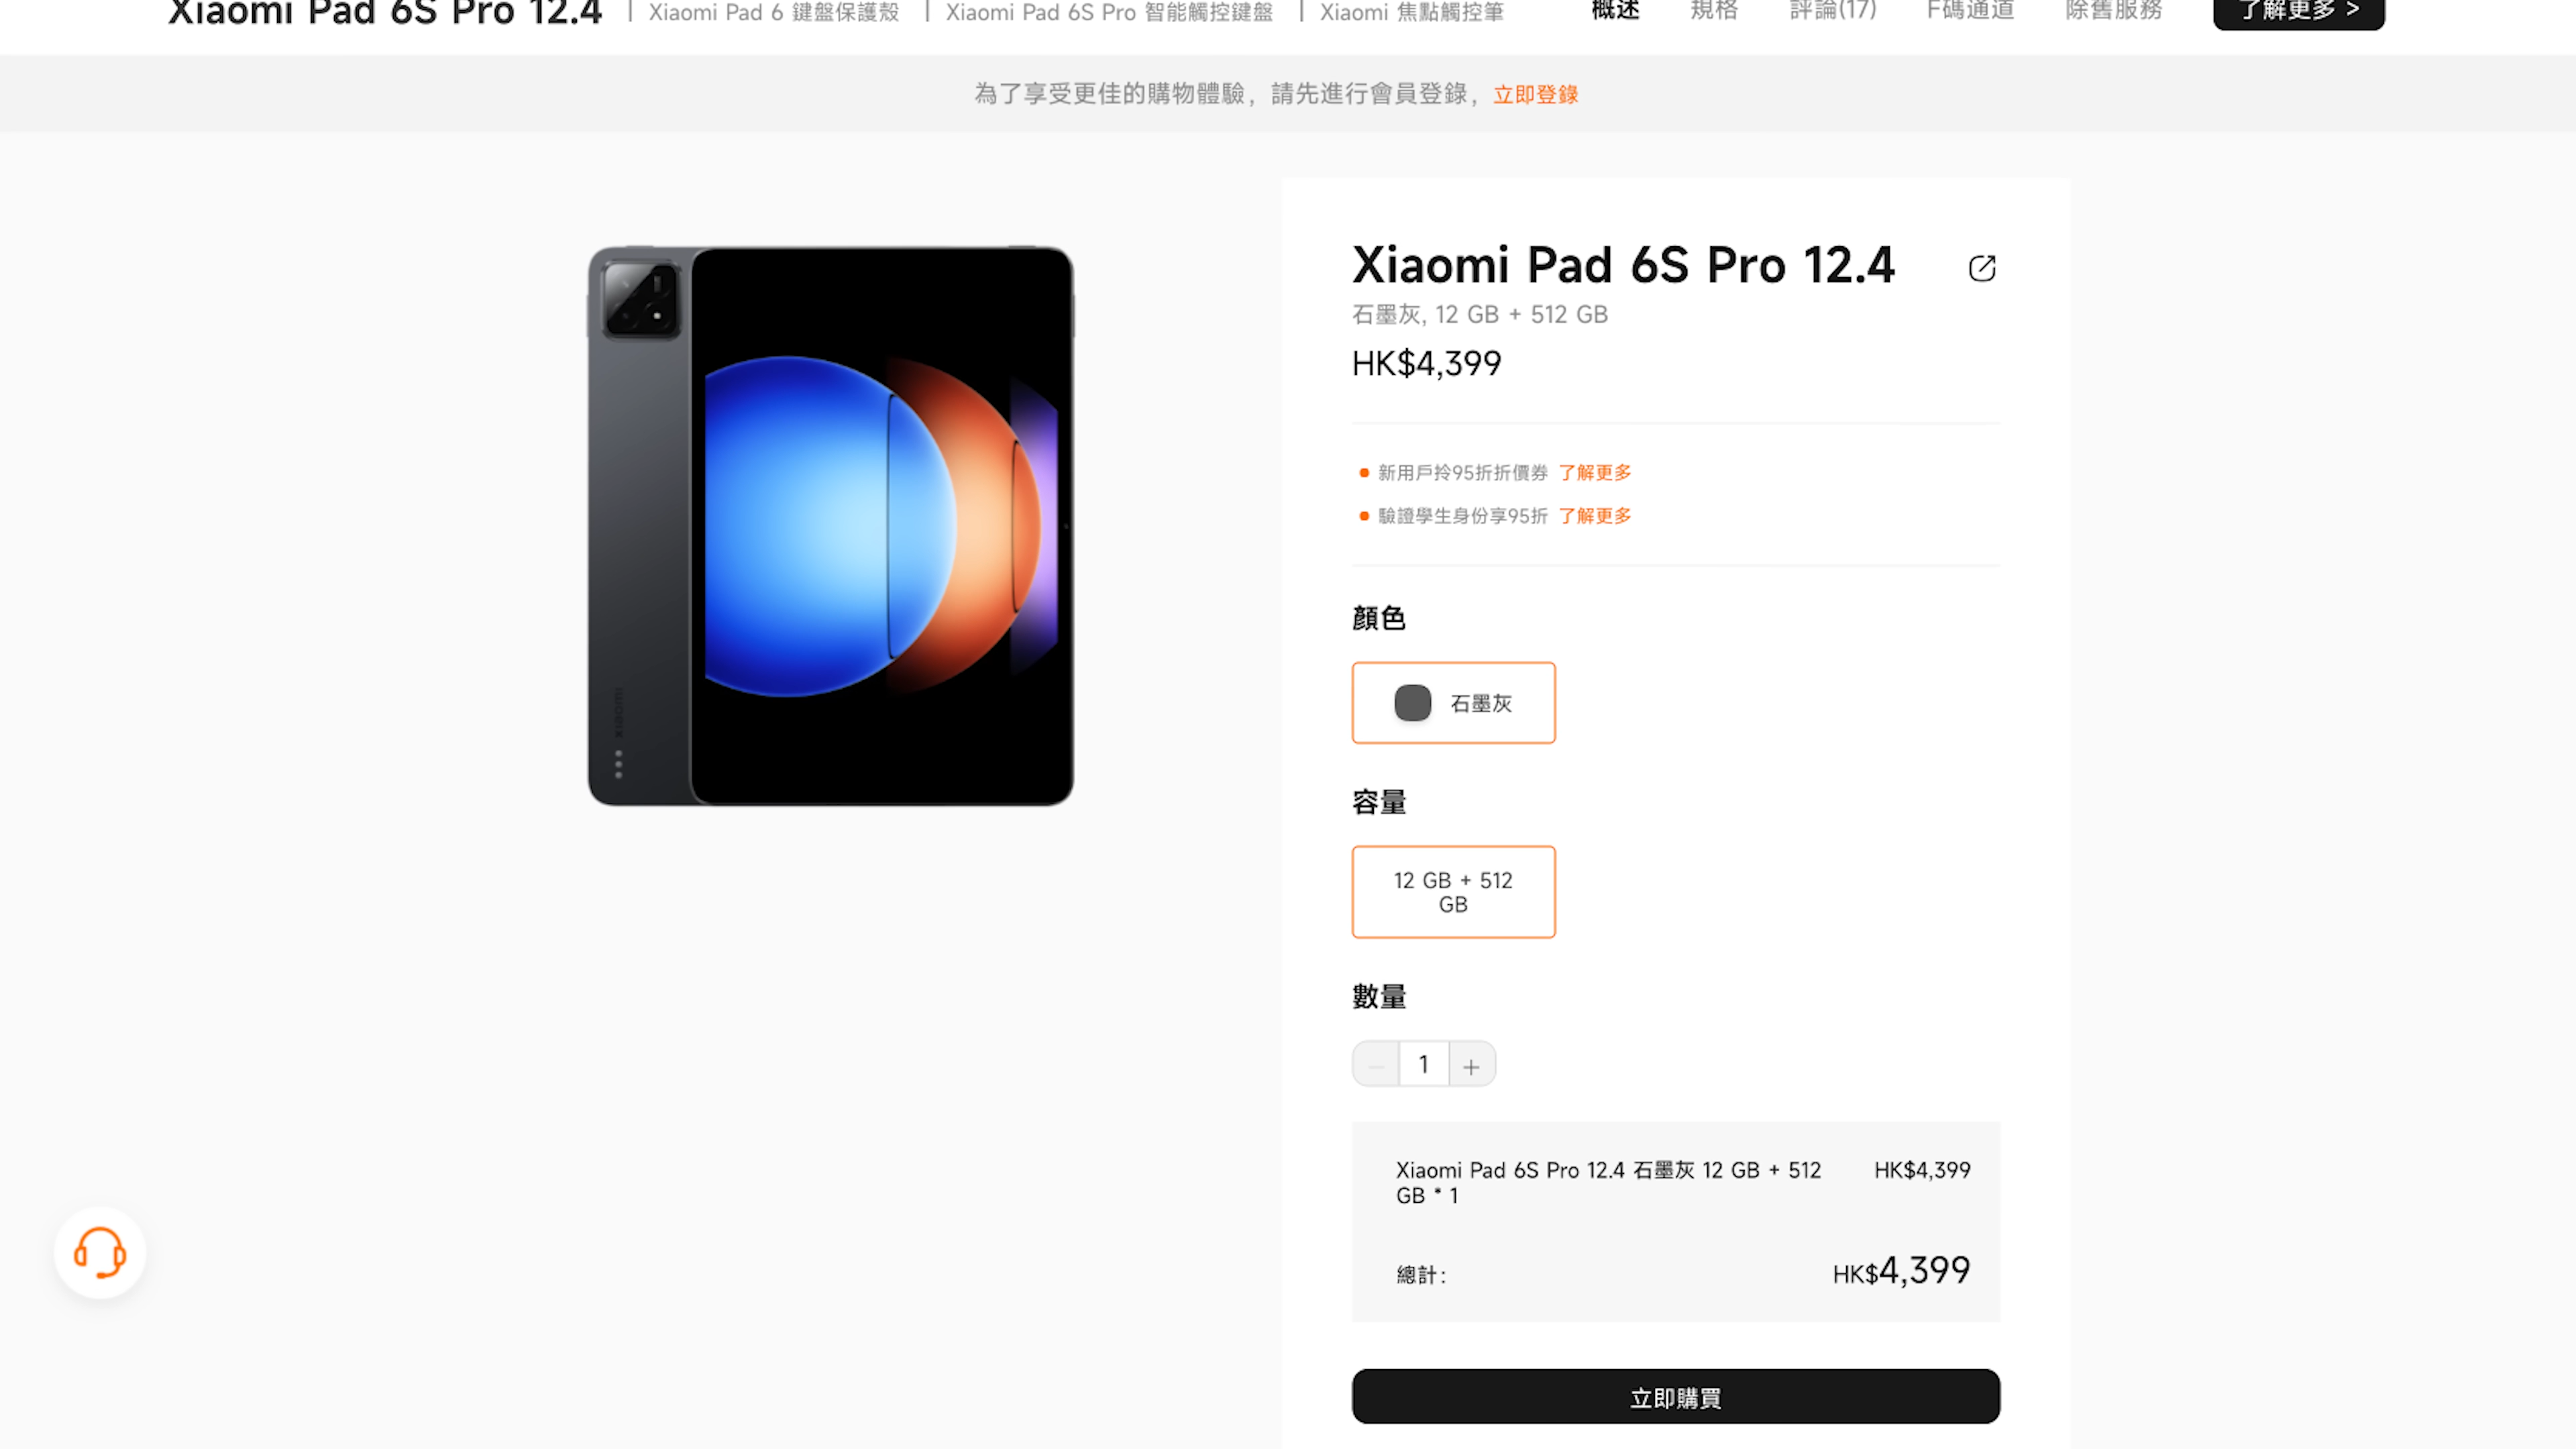 Xiaomi Pad 6S Pro 12.4 | Xiaomi Pad 6 鍵盤保護殼 | Xiaomi Pad 6S Pro 智能觸控鍵盤 | Xiaomi 焦點觸控筆 概述 規格 評論(17) F碼通道 除舊服務 了解更多 >
為了享受更佳的購物體驗，請先進行會員登錄，立即登錄
Xiaomi Pad 6S Pro 12.4
石墨灰, 12 GB + 512 GB
HK$4,399
新用戶拎95折折價券 了解更多
驗證學生身份享95折 了解更多
顏色
石墨灰
容量
12 GB + 512
GB
數量
− 1 +
Xiaomi Pad 6S Pro 12.4 石墨灰 12 GB + 512 HK$4,399
GB * 1
總計： HK$4,399
立即購買
xiaomi